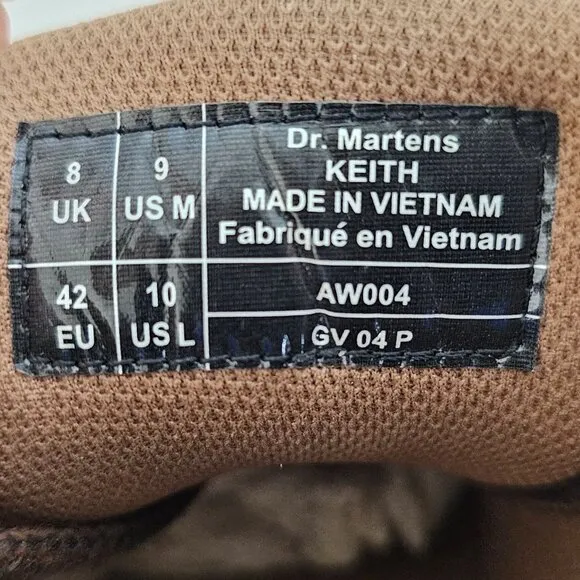 8
UK
9
US M
Dr. Martens
KEITH
MADE IN VIETNAM
Fabriqué en Vietnam
42
EU
10
US L
AW004
GV 04 P